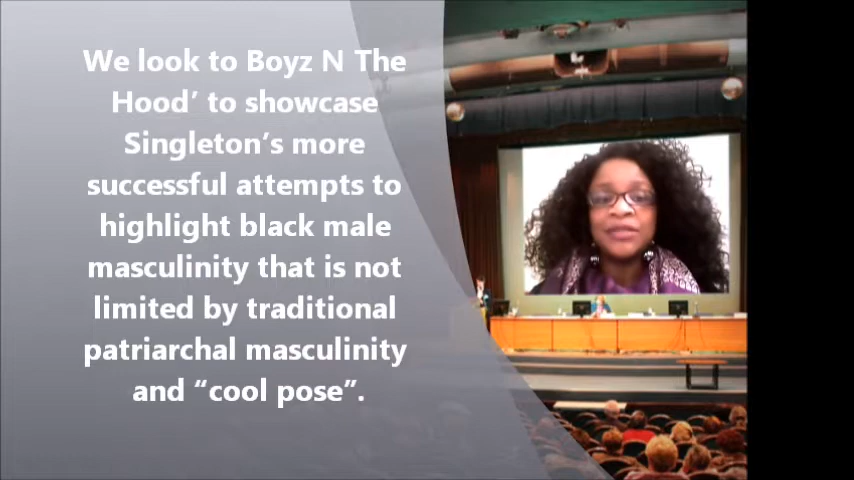 We look to Boyz N The
Hood’ to showcase
Singleton’s more
successful attempts to
highlight black male
masculinity that is not
limited by traditional
patriarchal masculinity
and “cool pose”.